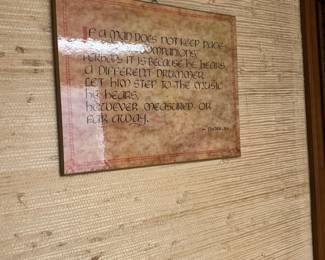 If a man does not keep pace
companions,
perhaps it is because he hears
a different drummer.
Let him step to the music
he hears,
however measured or
far away.